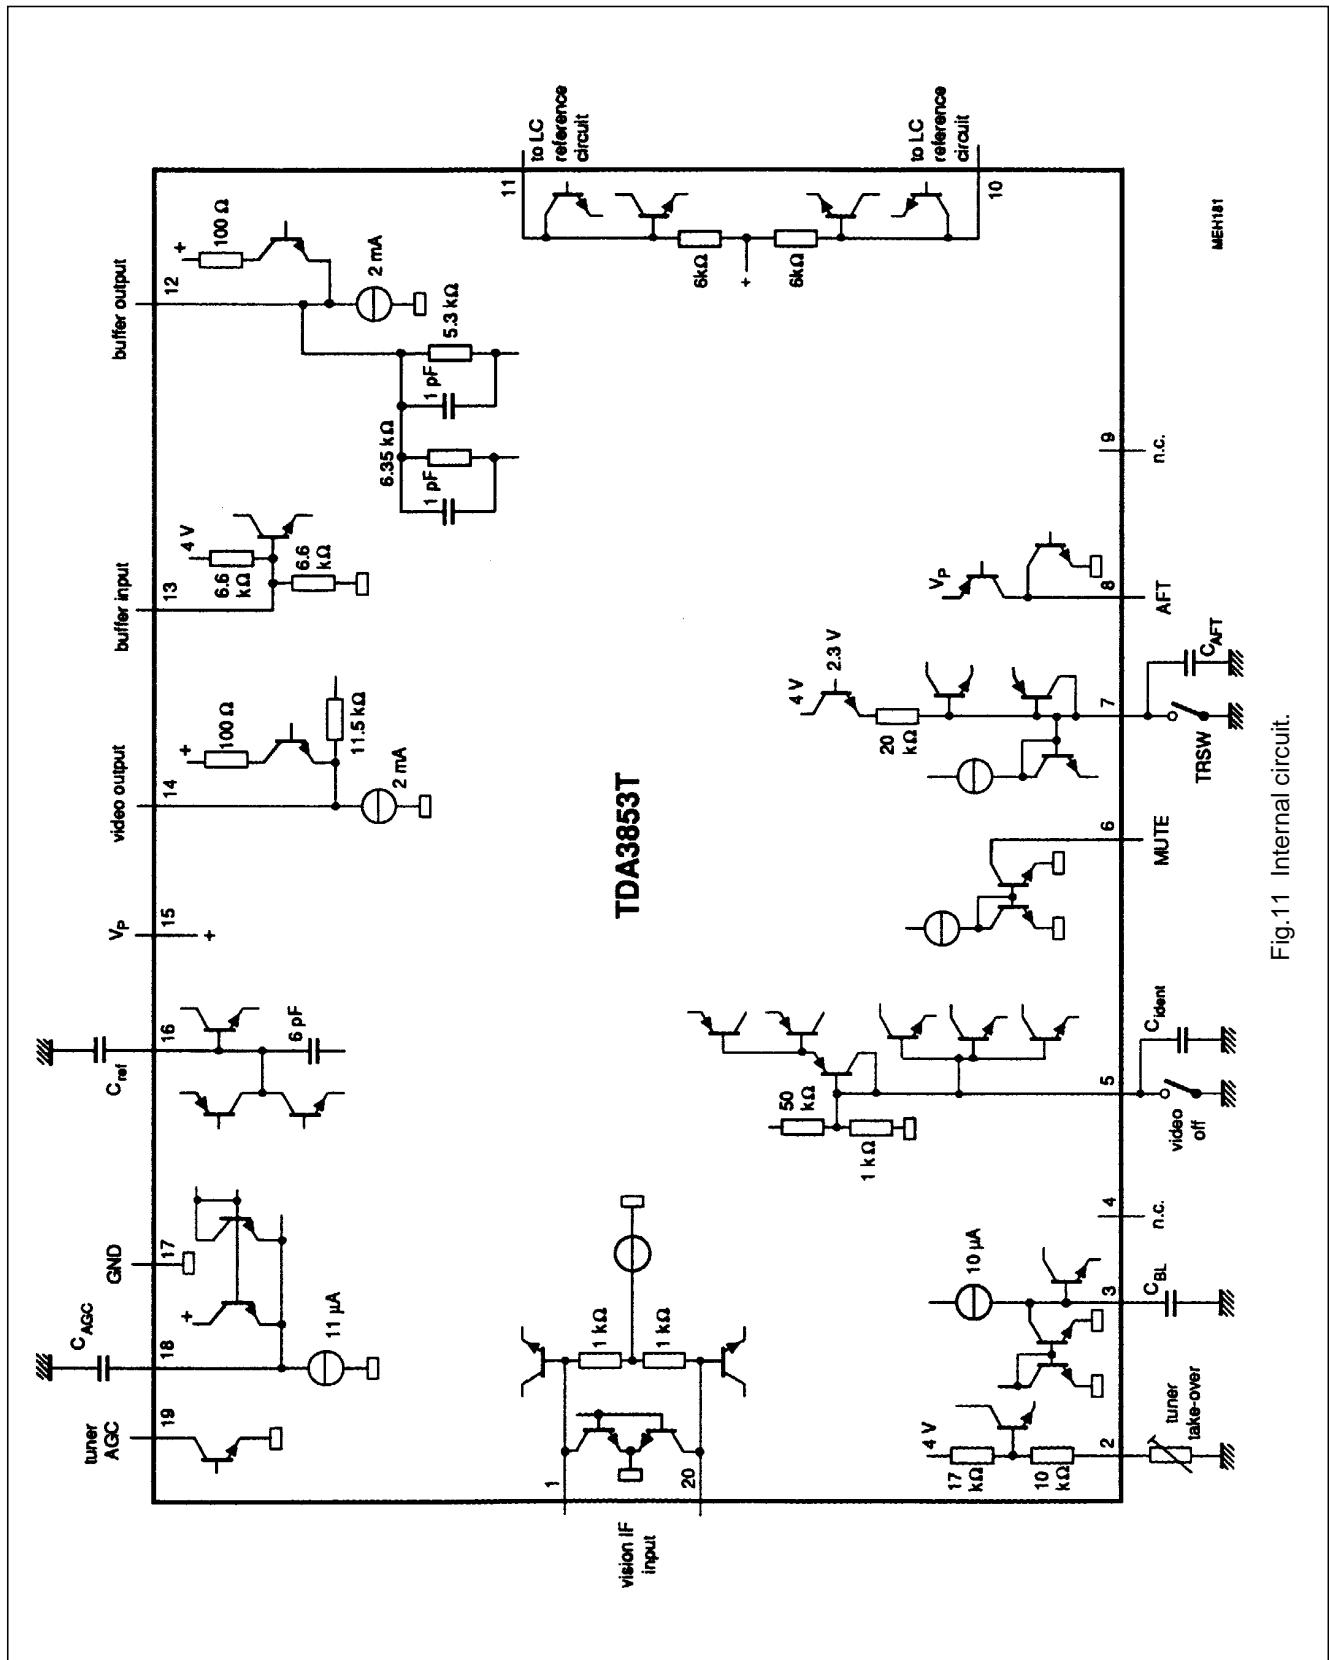 tuner
AGC
19
C AGC
18
GND
17
C ref
16
VP
15
video output
14
buffer input
13
buffer output
12
11 µA
+
6 pF
+
+
100 Ω
11.5 kΩ
2 mA
4 V
6.6
kΩ
6.6
kΩ
+
100 Ω
2 mA
5.3 kΩ
1 pF
6.35 kΩ
1 pF
vision IF
input
1
20
1 kΩ
1 kΩ
TDA3853T
11
to LC
reference
circuit
6kΩ
+
6kΩ
10
to LC
reference
circuit
4 V
17
kΩ
10
kΩ
2
tuner
take-over
10 µA
3
C BL
4
n.c.
50
kΩ
1 kΩ
5
video
off
C ident
6
MUTE
4 V
2.3 V
20
kΩ
7
TRSW
C AFT
VP
8
AFT
9
n.c.
MEH181
Fig.11 Internal circuit.